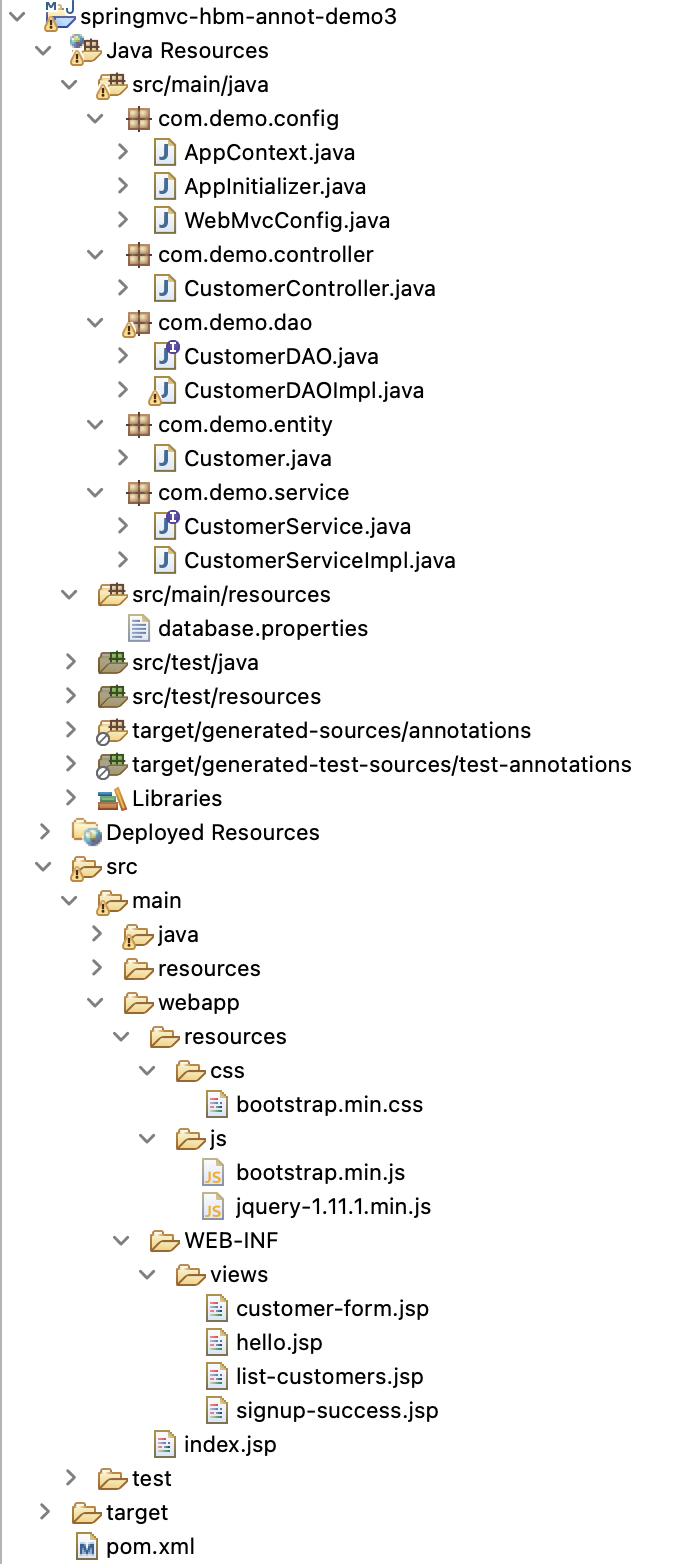 springmvc-hbm-annot-demo3
Java Resources
src/main/java
com.demo.config
AppContext.java
AppInitializer.java
WebMvcConfig.java
com.demo.controller
CustomerController.java
com.demo.dao
CustomerDAO.java
CustomerDAOImpl.java
com.demo.entity
Customer.java
com.demo.service
CustomerService.java
CustomerServiceImpl.java
src/main/resources
database.properties
src/test/java
src/test/resources
target/generated-sources/annotations
target/generated-test-sources/test-annotations
Libraries
Deployed Resources
src
main
java
resources
webapp
resources
css
bootstrap.min.css
js
bootstrap.min.js
jquery-1.11.1.min.js
WEB-INF
views
customer-form.jsp
hello.jsp
list-customers.jsp
signup-success.jsp
index.jsp
test
target
pom.xml